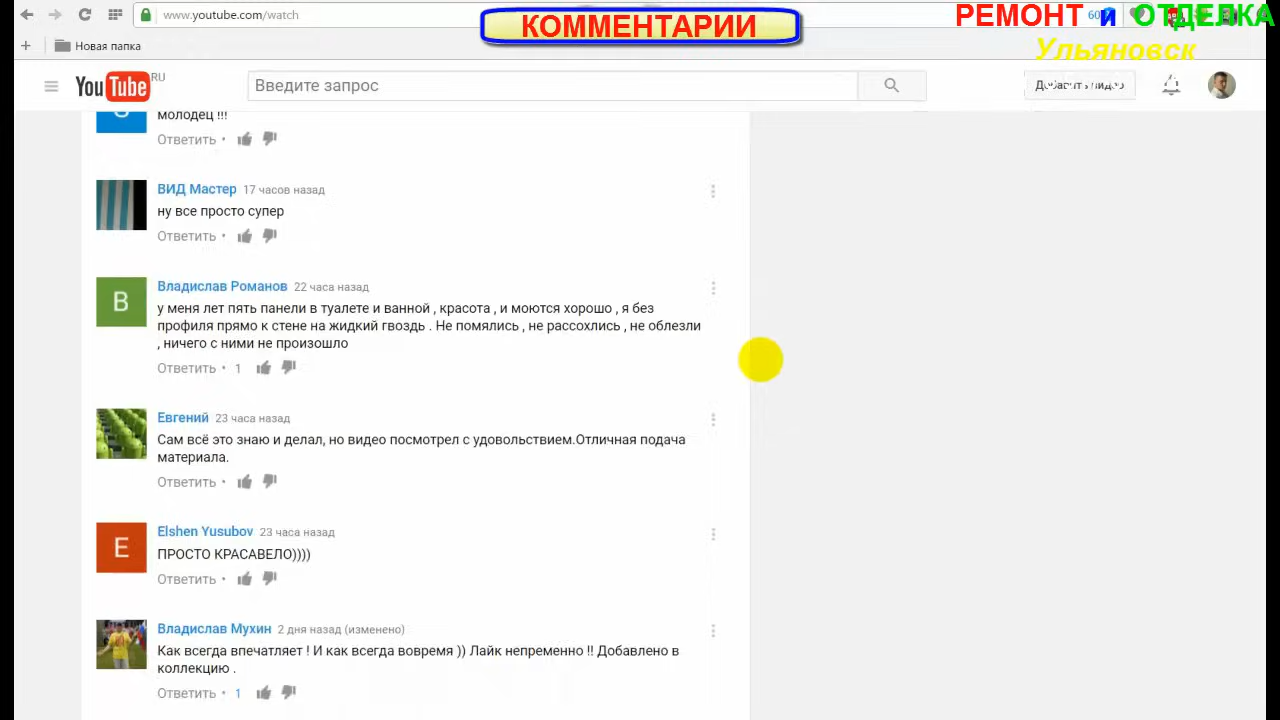 www.youtube.com/watch
КОММЕНТАРИИ
РЕМОНТ и ОТДЕЛКА
Новая папка
Ульяновск
YouTube RU
Введите запрос
Добавить видео
молодец !!!
Ответить •
ВИД Мастер 17 часов назад
ну все просто супер
Ответить •
В
Владислав Романов 22 часа назад
у меня лет пять панели в туалете и ванной , красота , и моются хорошо , я без
профиля прямо к стене на жидкий гвоздь . Не помялись , не рассохлись , не облезли
, ничего с ними не произошло
Ответить • 1
Евгений 23 часа назад
Сам всё это знаю и делал, но видео посмотрел с удовольствием.Отличная подача
материала.
Ответить •
E
Elshen Yusubov 23 часа назад
ПРОСТО КРАСАВЕЛО))))
Ответить •
Владислав Мухин 2 дня назад (изменено)
Как всегда впечатляет ! И как всегда вовремя )) Лайк непременно !! Добавлено в
коллекцию .
Ответить • 1